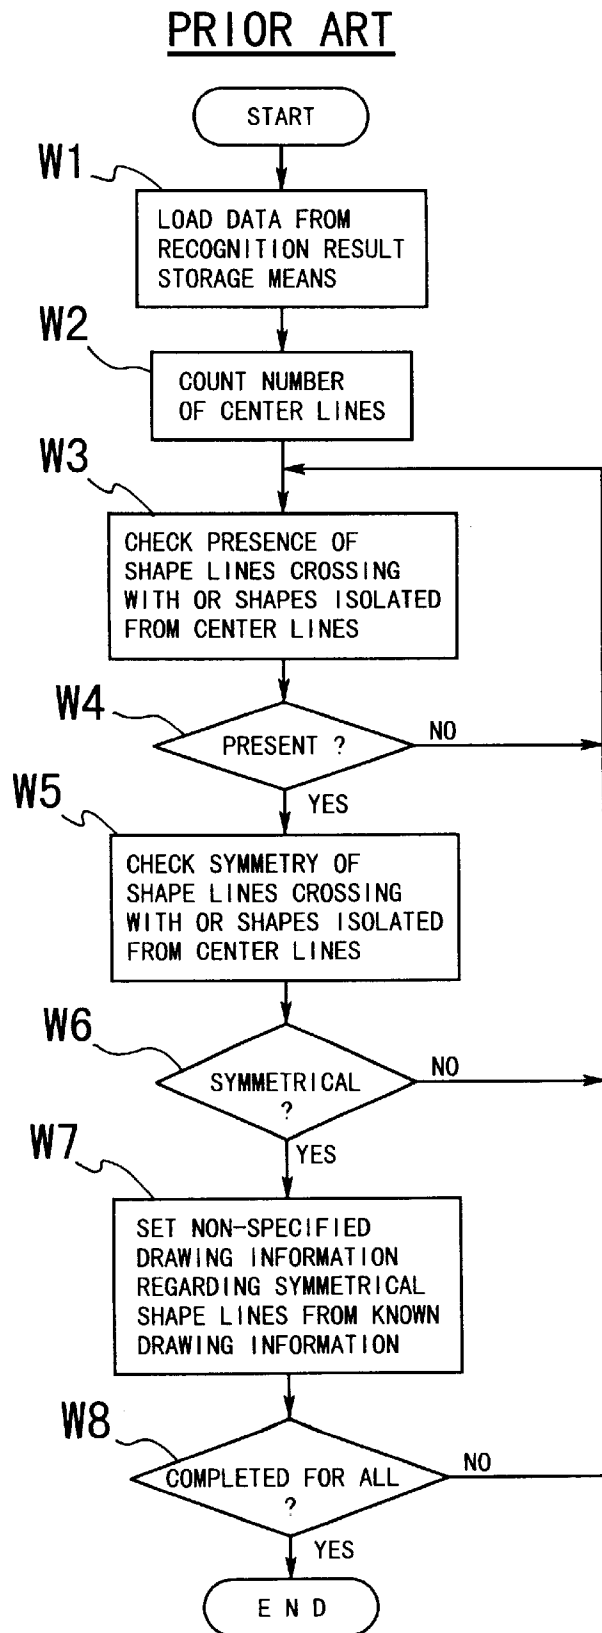 PRIOR ART
START
W1
LOAD DATA FROM
RECOGNITION RESULT
STORAGE MEANS
W2
COUNT NUMBER
OF CENTER LINES
W3
CHECK PRESENCE OF
SHAPE LINES CROSSING
WITH OR SHAPES ISOLATED
FROM CENTER LINES
W4
PRESENT ?
NO
YES
W5
CHECK SYMMETRY OF
SHAPE LINES CROSSING
WITH OR SHAPES ISOLATED
FROM CENTER LINES
W6
SYMMETRICAL
?
NO
YES
W7
SET NON-SPECIFIED
DRAWING INFORMATION
REGARDING SYMMETRICAL
SHAPE LINES FROM KNOWN
DRAWING INFORMATION
W8
COMPLETED FOR ALL
?
NO
YES
END